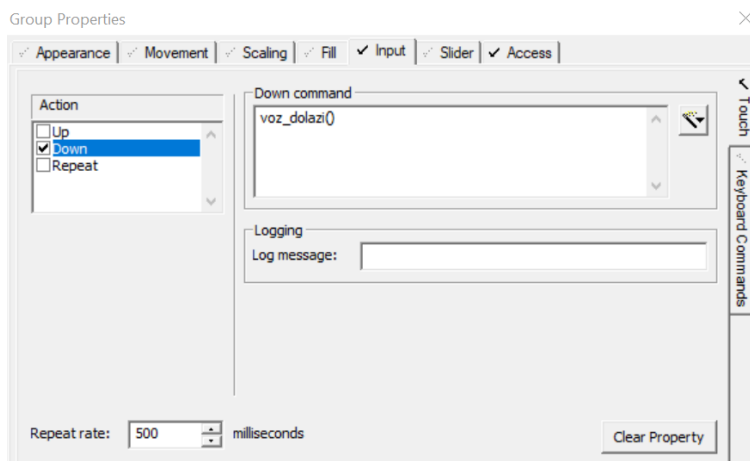 Group Properties
Appearance Movement Scaling Fill Input Slider Access
Action
Up
Down
Repeat
Down command
voz_dolazi()
Logging
Log message:
Repeat rate: 500 milliseconds
Clear Property
Touch
Keyboard Commands